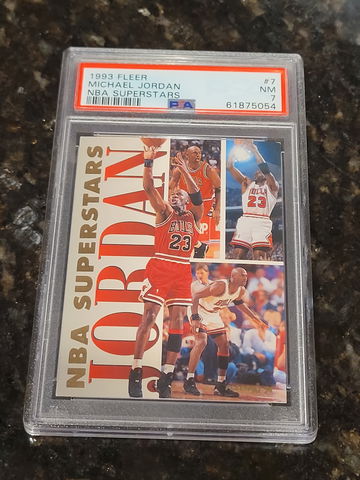 1993 FLEER #7
MICHAEL JORDAN NM
NBA SUPERSTARS 7
PSA 61875054
NBA SUPERSTARS
JORDAN
BULLS
23
23